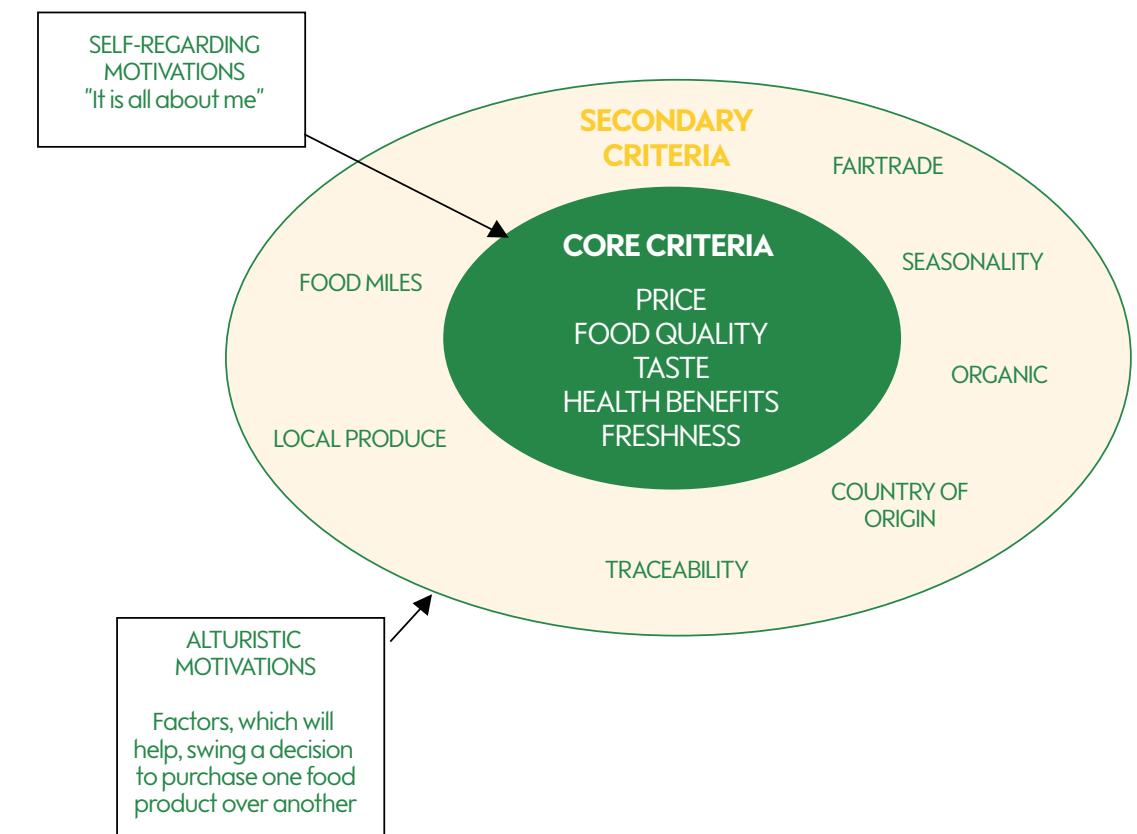 SELF-REGARDING
MOTIVATIONS
"It is all about me"
SECONDARY
CRITERIA
FAIRTRADE
CORE CRITERIA
SEASONALITY
FOOD MILES
PRICE
FOOD QUALITY
TASTE
ORGANIC
HEALTH BENEFITS
FRESHNESS
LOCAL PRODUCE
COUNTRY OF
ORIGIN
TRACEABILITY
ALTURISTIC
MOTIVATIONS
Factors, which will
help, swing a decision
to purchase one food
product over another